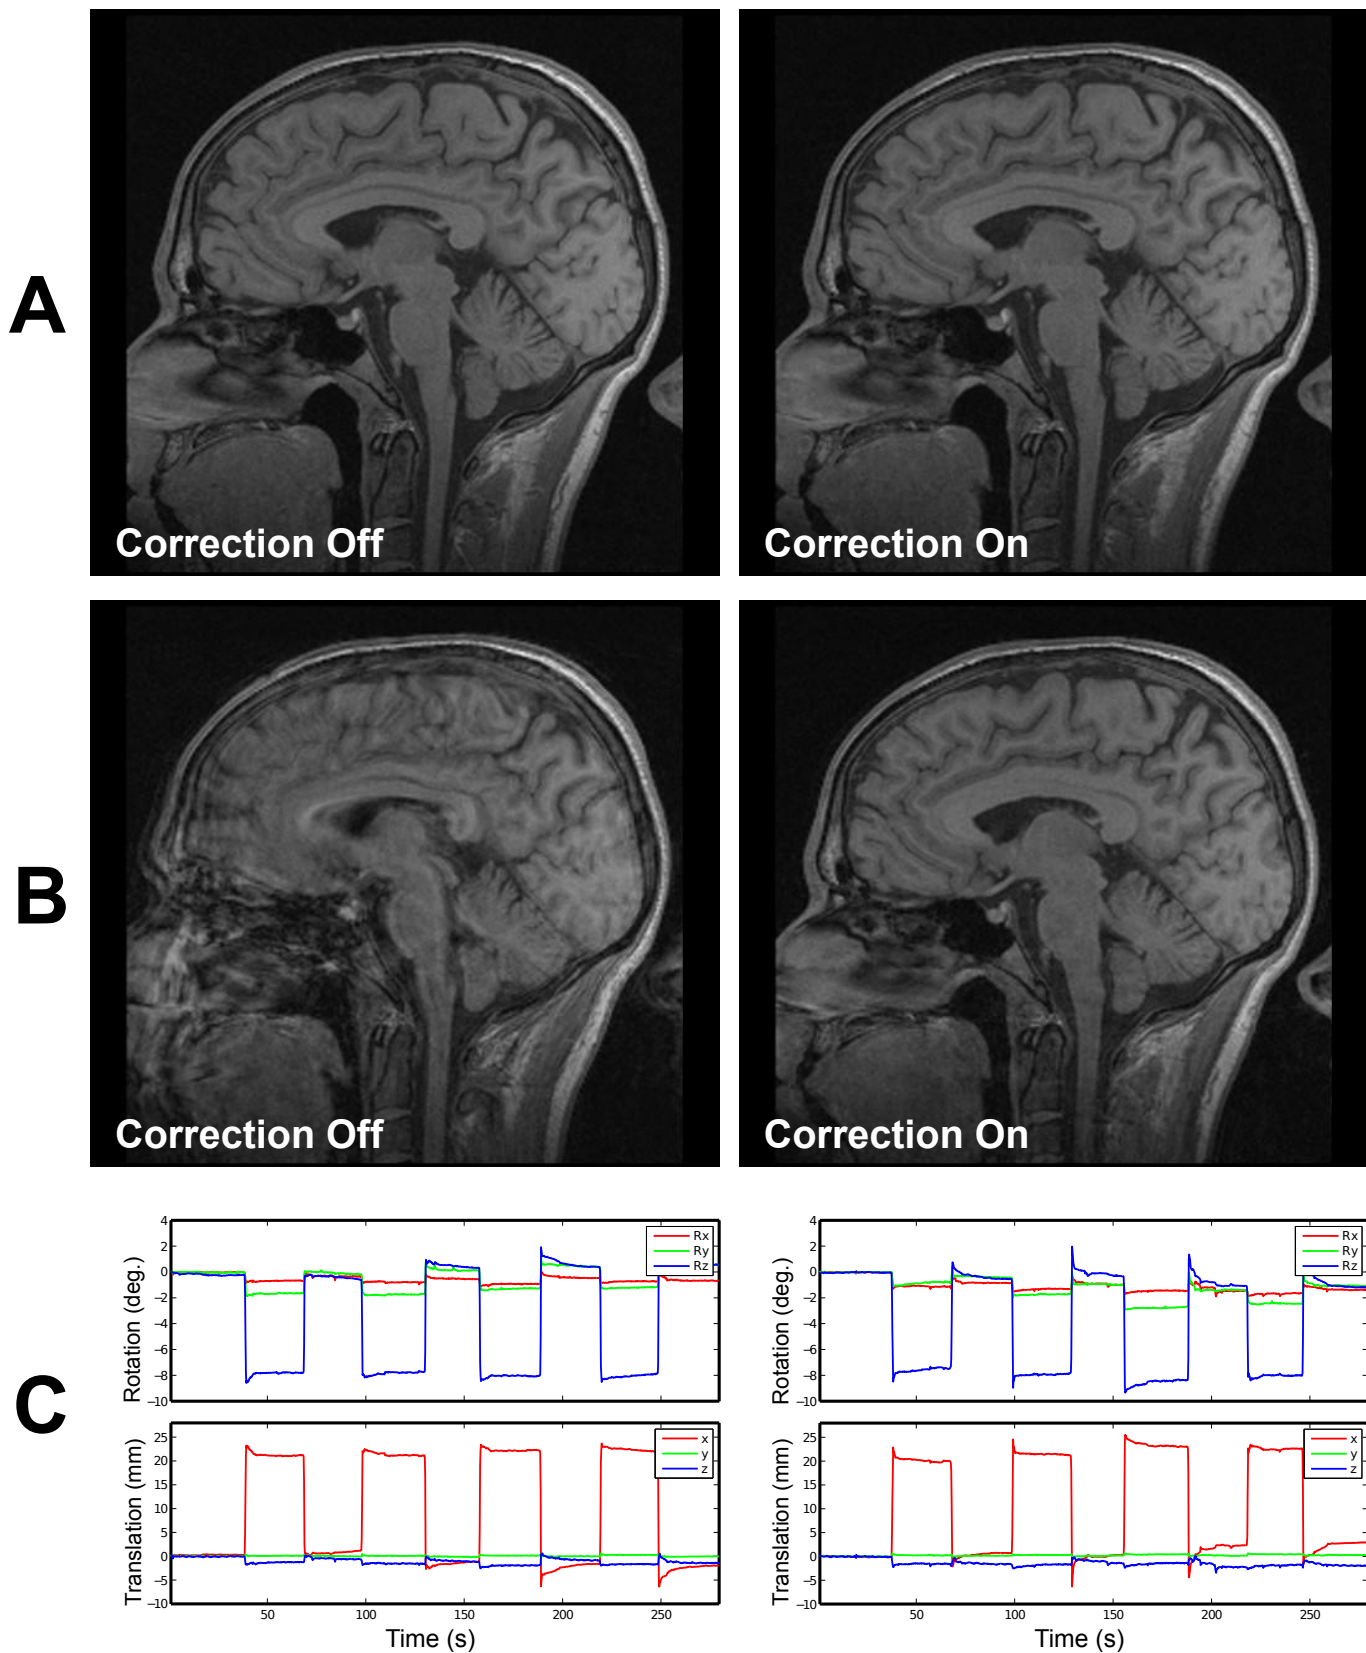 A
Correction Off
Correction On
B
Correction Off
Correction On
C
Rotation (deg.)
4
2
0
−2
−4
−6
−8
−10
Rx
Ry
Rz
Rotation (deg.)
4
2
0
−2
−4
−6
−8
−10
Rx
Ry
Rz
Translation (mm)
25
20
15
10
5
0
−5
−10
x
y
z
50 100 150 200 250
Time (s)
Translation (mm)
25
20
15
10
5
0
−5
−10
x
y
z
50 100 150 200 250
Time (s)